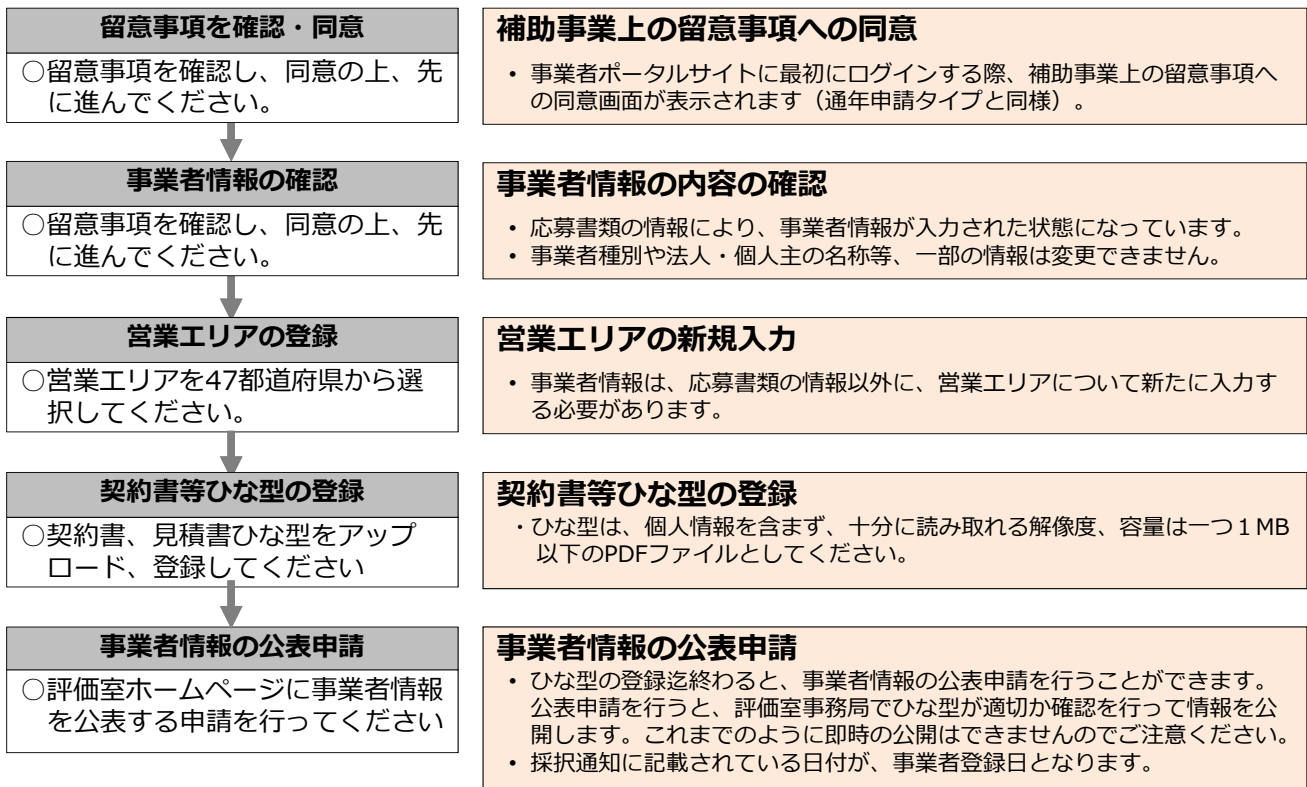 留意事項を確認・同意
○留意事項を確認し、同意の上、先
に進んでください。
補助事業上の留意事項への同意
• 事業者ポータルサイトに最初にログインする際、補助事業上の留意事項へ
の同意画面が表示されます（通年申請タイプと同様）。
事業者情報の確認
○留意事項を確認し、同意の上、先
に進んでください。
事業者情報の内容の確認
• 応募書類の情報により、事業者情報が入力された状態になっています。
• 事業者種別や法人・個人主の名称等、一部の情報は変更できません。
営業エリアの登録
○営業エリアを47都道府県から選
択してください。
営業エリアの新規入力
• 事業者情報は、応募書類の情報以外に、営業エリアについて新たに入力す
る必要があります。
契約書等ひな型の登録
○契約書、見積書ひな型をアップ
ロード、登録してください
契約書等ひな型の登録
・ひな型は、個人情報を含まず、十分に読み取れる解像度、容量は一つ１MB
以下のPDFファイルとしてください。
事業者情報の公表申請
○評価室ホームページに事業者情報
を公表する申請を行ってください
事業者情報の公表申請
• ひな型の登録迄終わると、事業者情報の公表申請を行うことができます。
公表申請を行うと、評価室事務局でひな型が適切か確認を行って情報を公
開します。これまでのように即時の公開はできませんのでご注意ください。
• 採択通知に記載されている日付が、事業者登録日となります。